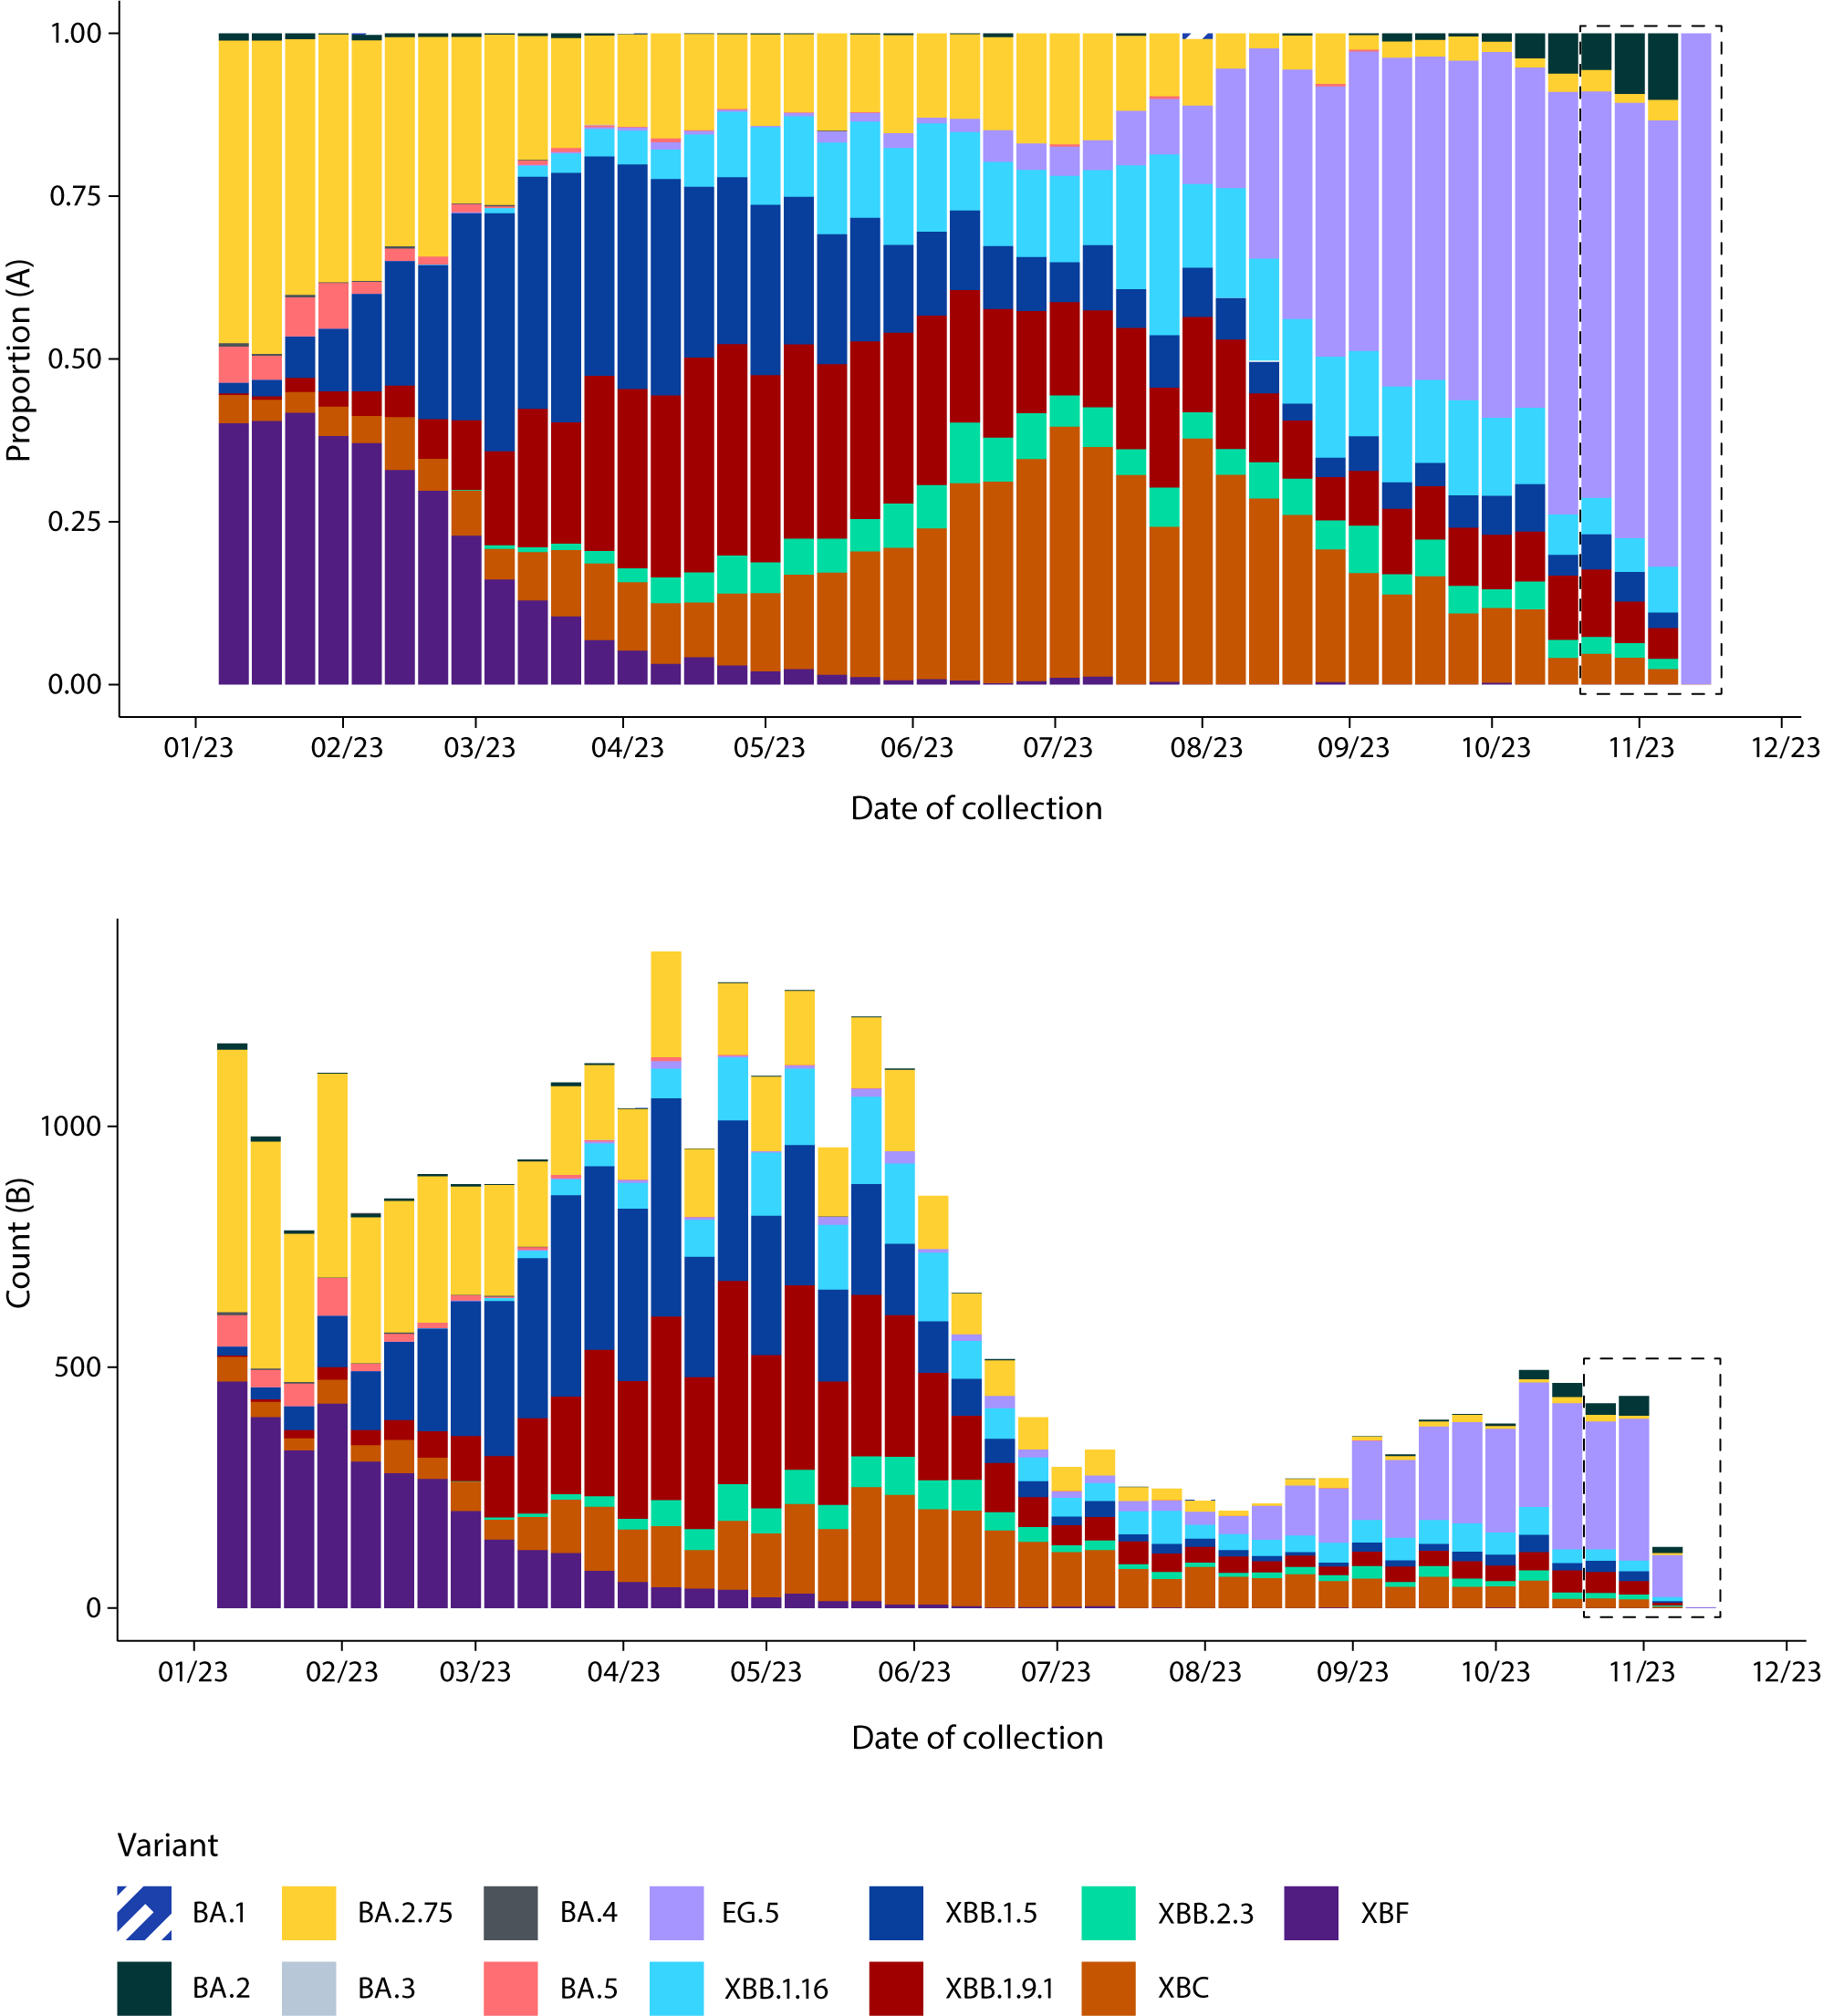 1.00
0.75
0.50
0.25
0.00
Proportion (A)
01/23 02/23 03/23 04/23 05/23 06/23 07/23 08/23 09/23 10/23 11/23 12/23
Date of collection
1000
500
0
Count (B)
01/23 02/23 03/23 04/23 05/23 06/23 07/23 08/23 09/23 10/23 11/23 12/23
Date of collection
Variant
BA.1 BA.2.75 BA.4 EG.5 XBB.1.5 XBB.2.3 XBF
BA.2 BA.3 BA.5 XBB.1.16 XBB.1.9.1 XBC